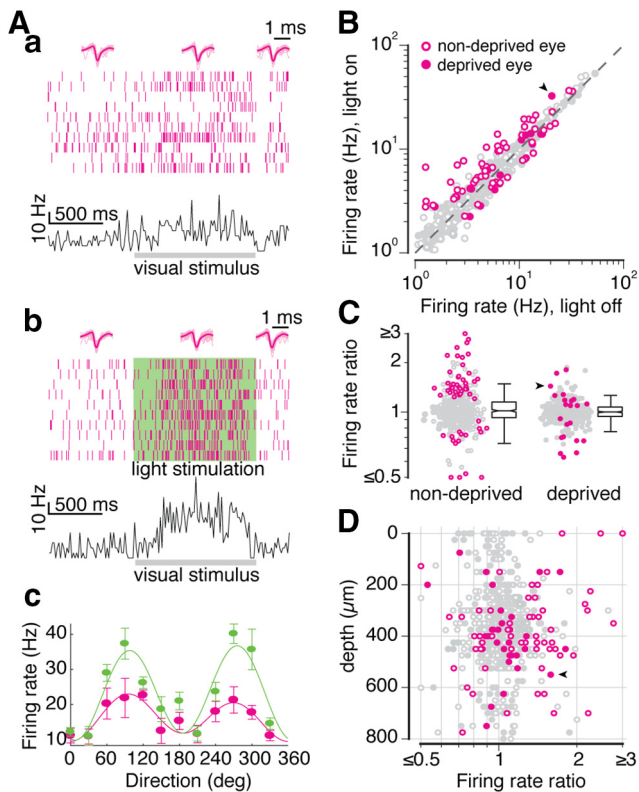 A
a
1 ms
10 Hz
500 ms
visual stimulus
b
1 ms
light stimulation
10 Hz
500 ms
visual stimulus
c
Firing rate (Hz)
40
30
20
10
0 60 120 180 240 300 360
Direction (deg)
B
non-deprived eye
deprived eye
Firing rate (Hz), light on
10²
10¹
10⁰
10⁰ 10¹ 10²
Firing rate (Hz), light off
C
Firing rate ratio
≥3
2
1
≤0.5
non-deprived deprived
D
depth (µm)
0
200
400
600
800
≤0.5 1 2 ≥3
Firing rate ratio